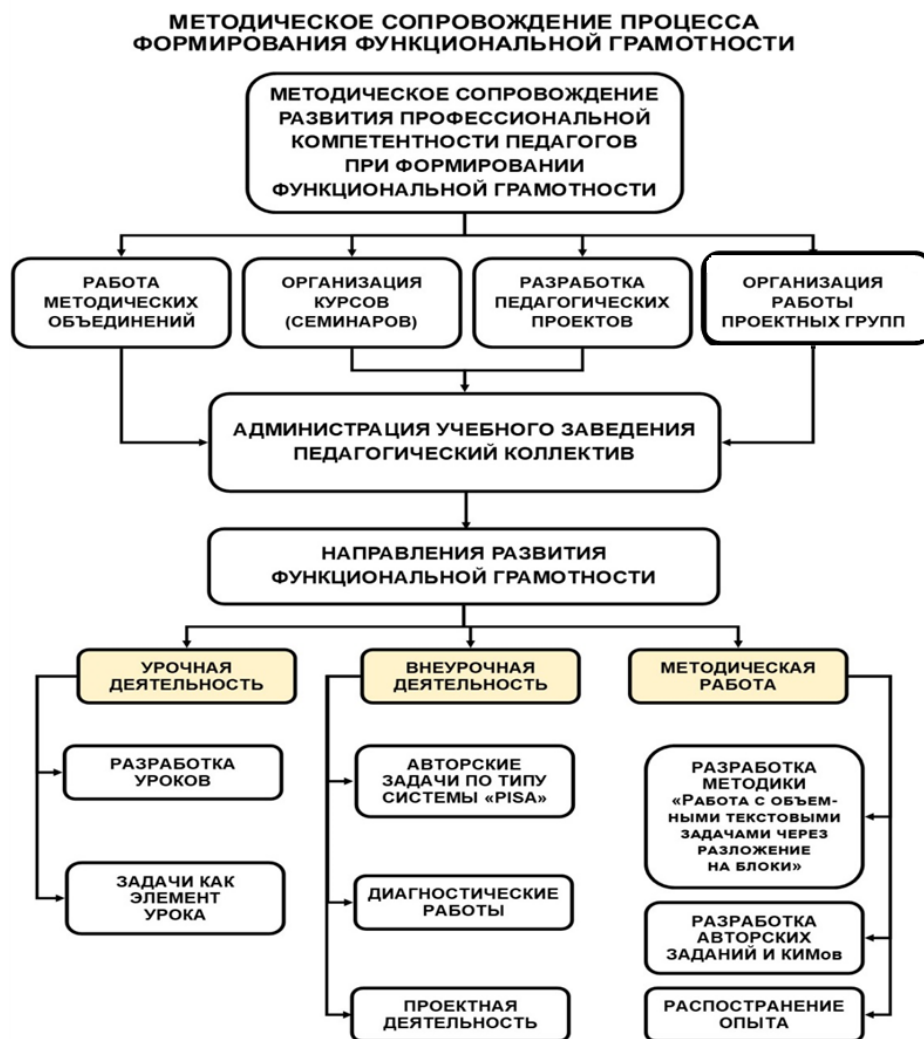 МЕТОДИЧЕСКОЕ СОПРОВОЖДЕНИЕ ПРОЦЕССА
ФОРМИРОВАНИЯ ФУНКЦИОНАЛЬНОЙ ГРАМОТНОСТИ
МЕТОДИЧЕСКОЕ СОПРОВОЖДЕНИЕ
РАЗВИТИЯ ПРОФЕССИОНАЛЬНОЙ
КОМПЕТЕНТНОСТИ ПЕДАГОГОВ
ПРИ ФОРМИРОВАНИИ
ФУНКЦИОНАЛЬНОЙ ГРАМОТНОСТИ
РАБОТА
МЕТОДИЧЕСКИХ
ОБЪЕДИНЕНИЙ
ОРГАНИЗАЦИЯ
КУРСОВ
(СЕМИНАРОВ)
РАЗРАБОТКА
ПЕДАГОГИЧЕСКИХ
ПРОЕКТОВ
ОРГАНИЗАЦИЯ
РАБОТЫ
ПРОЕКТНЫХ ГРУПП
АДМИНИСТРАЦИЯ УЧЕБНОГО ЗАВЕДЕНИЯ
ПЕДАГОГИЧЕСКИЙ КОЛЛЕКТИВ
НАПРАВЛЕНИЯ РАЗВИТИЯ
ФУНКЦИОНАЛЬНОЙ ГРАМОТНОСТИ
УРОЧНАЯ
ДЕЯТЕЛЬНОСТЬ
РАЗРАБОТКА
УРОКОВ
ЗАДАЧИ КАК
ЭЛЕМЕНТ
УРОКА
ВНЕУРОЧНАЯ
ДЕЯТЕЛЬНОСТЬ
АВТОРСКИЕ
ЗАДАЧИ ПО ТИПУ
СИСТЕМЫ «PISA»
ДИАГНОСТИЧЕСКИЕ
РАБОТЫ
ПРОЕКТНАЯ
ДЕЯТЕЛЬНОСТЬ
МЕТОДИЧЕСКАЯ
РАБОТА
РАЗРАБОТКА
МЕТОДИКИ
«РАБОТА С ОБЪЕМ-
НЫМИ ТЕКСТОВЫМИ
ЗАДАЧАМИ ЧЕРЕЗ
РАЗЛОЖЕНИЕ
НА БЛОКИ»
РАЗРАБОТКА
АВТОРСКИХ
ЗАДАНИЙ И КИМов
РАСПОСТРАНЕНИЕ
ОПЫТА